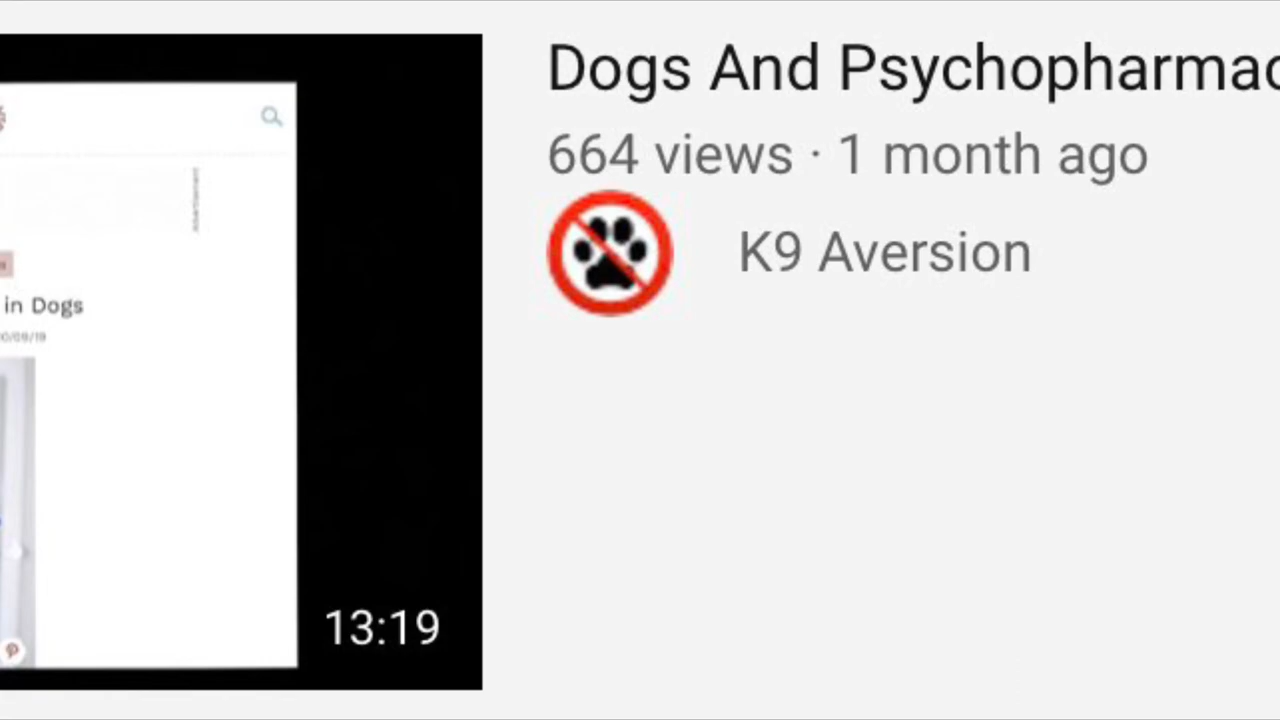 Dogs And Psychopharmac
664 views · 1 month ago
K9 Aversion
in Dogs
13:19